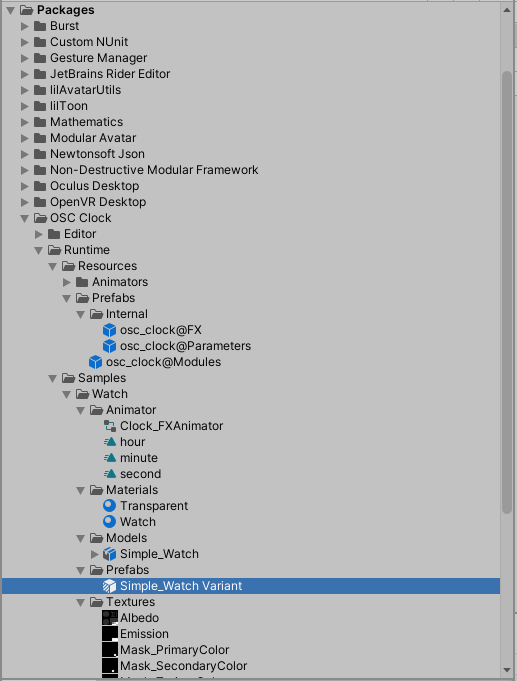 Packages
Burst
Custom NUnit
Gesture Manager
JetBrains Rider Editor
lilAvatarUtils
lilToon
Mathematics
Modular Avatar
Newtonsoft Json
Non-Destructive Modular Framework
Oculus Desktop
OpenVR Desktop
OSC Clock
Editor
Runtime
Resources
Animators
Prefabs
Internal
osc_clock@FX
osc_clock@Parameters
osc_clock@Modules
Samples
Watch
Animator
Clock_FXAnimator
hour
minute
second
Materials
Transparent
Watch
Models
Simple_Watch
Prefabs
Simple_Watch Variant
Textures
Albedo
Emission
Mask_PrimaryColor
Mask_SecondaryColor